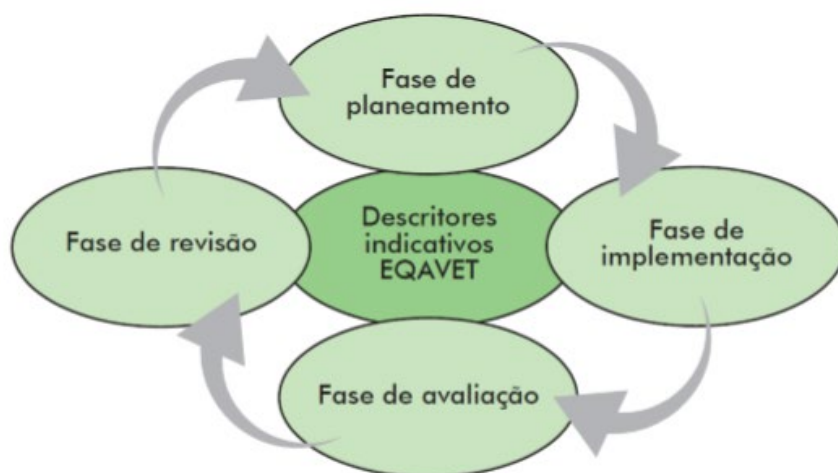 Fase de
planeamento
Fase de revisão
Descritores
indicativos
EQAVET
Fase de
implementação
Fase de avaliação